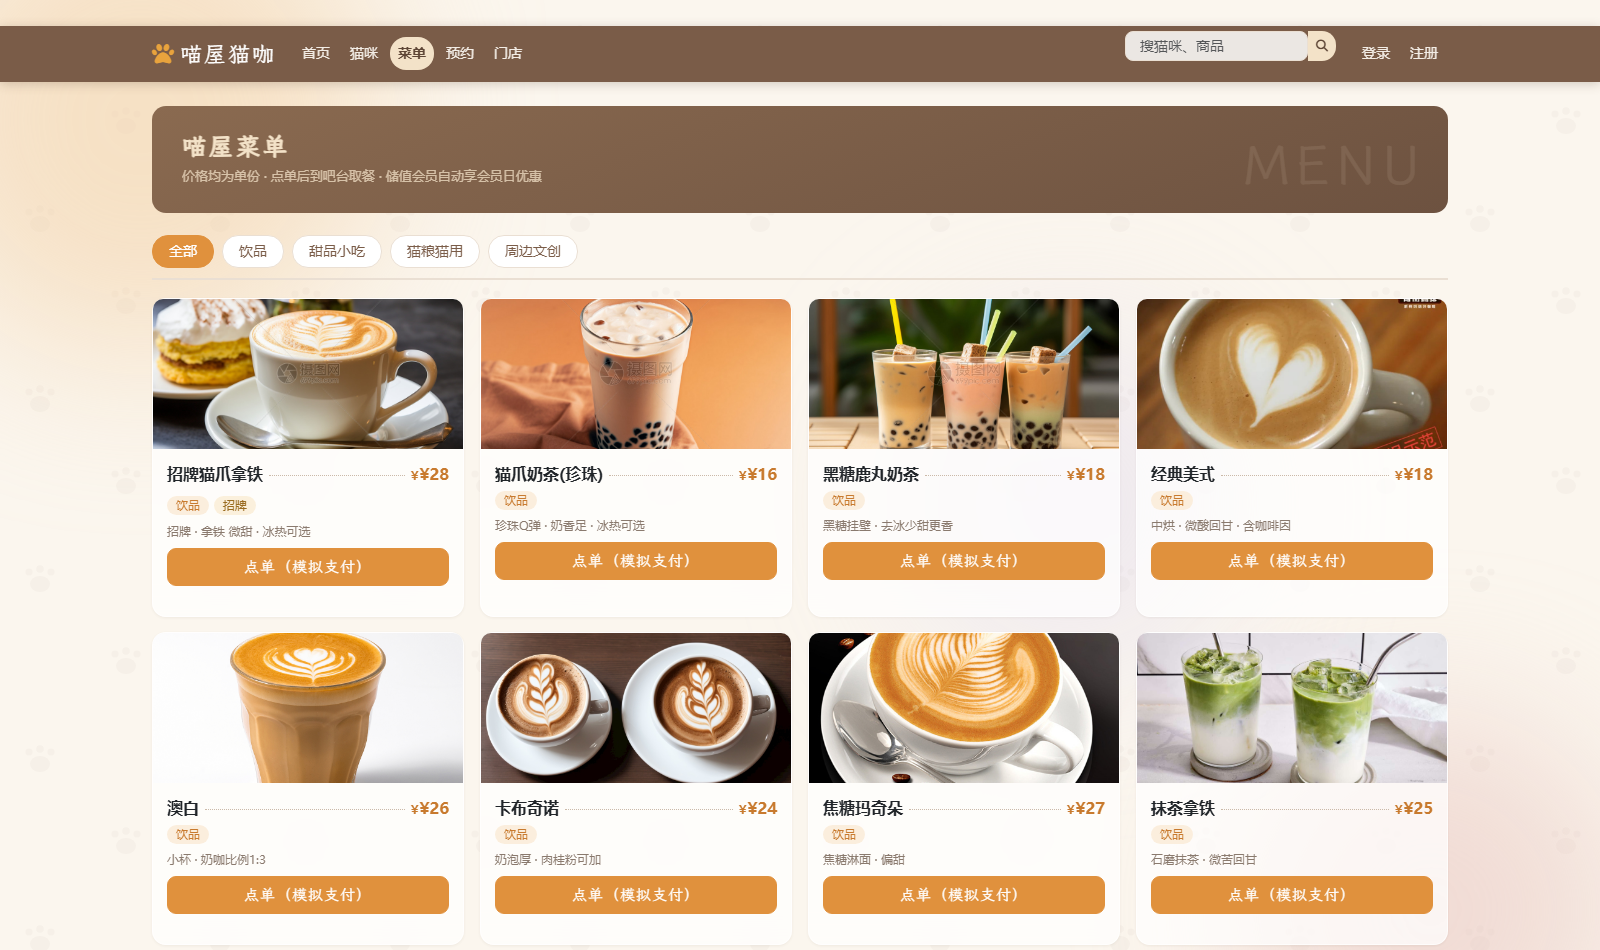 喵屋猫咖 首页 猫咪 菜单 预约 门店 搜猫咪、商品 登录 注册
喵屋菜单
价格均为单份 · 点单后到吧台取餐 · 储值会员自动享会员日优惠
MENU
全部 饮品 甜品小吃 猫粮猫用 周边文创
摄图网
摄图网
摄图网
招牌猫爪拿铁 ¥¥28
饮品 招牌
招牌 · 拿铁 微甜 · 冰热可选
点单（模拟支付）
猫爪奶茶(珍珠) ¥¥16
饮品
珍珠Q弹 · 奶香足 · 冰热可选
点单（模拟支付）
黑糖鹿丸奶茶 ¥¥18
饮品
黑糖挂壁 · 去冰少甜更香
点单（模拟支付）
示范
经典美式 ¥¥18
饮品
中烘 · 微酸回甘 · 含咖啡因
点单（模拟支付）
澳白 ¥¥26
饮品
小杯 · 奶咖比例1:3
点单（模拟支付）
卡布奇诺 ¥¥24
饮品
奶泡厚 · 肉桂粉可加
点单（模拟支付）
焦糖玛奇朵 ¥¥27
饮品
焦糖淋面 · 偏甜
点单（模拟支付）
抹茶拿铁 ¥¥25
饮品
石磨抹茶 · 微苦回甘
点单（模拟支付）